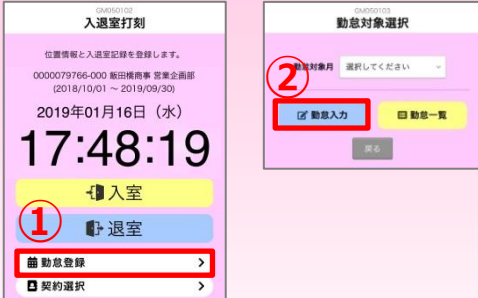 GM050102
入退室打刻
位置情報と入退室記録を登録します。
0000079766-000 飯田橋商事 営業企画部
(2018/10/01 ～ 2019/09/30)
2019年01月16日（水）
17:48:19
入室
①
退室
勤怠登録
契約選択
GM050103
勤怠対象選択
②
勤怠対象月 選択してください
勤怠入力 勤怠一覧
戻る